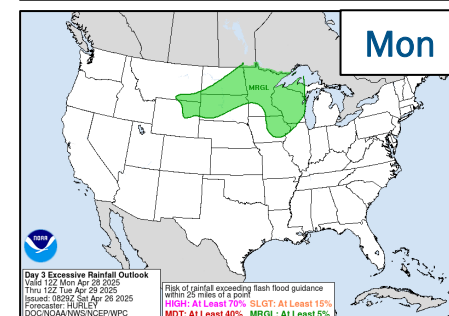 Mon
MRGL
NOAA
Day 3 Excessive Rainfall Outlook
Valid 12Z Mon Apr 28 2025
Thru 12Z Tue Apr 29 2025
Issued: 0829Z Sat Apr 26 2025
Forecaster: HURLEY
DOC/NOAA/NWS/NCEP/WPC
Risk of rainfall exceeding flash flood guidance
within 25 miles of a point
HIGH: At Least 70% SLGT: At Least 15%
MDT: At Least 40% MRGL: At Least 5%